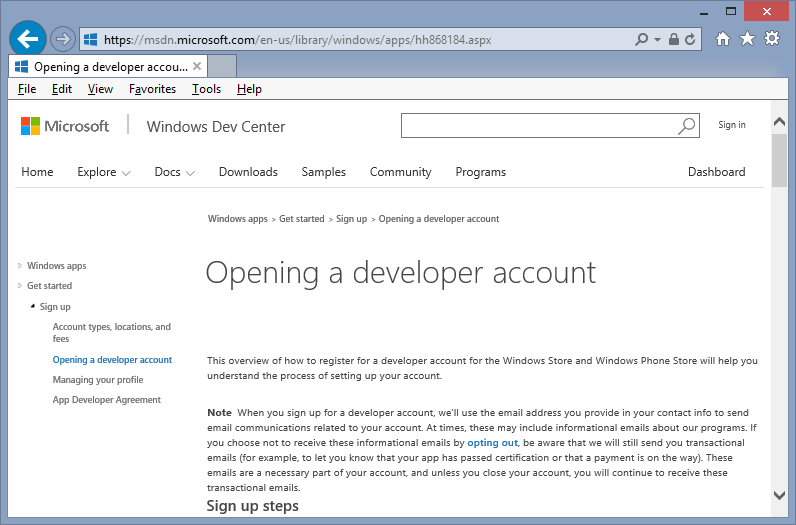 https://msdn.microsoft.com/en-us/library/windows/apps/hh868184.aspx
Opening a developer accou...
File Edit View Favorites Tools Help
Microsoft Windows Dev Center Sign in
Home Explore Docs Downloads Samples Community Programs Dashboard
Windows apps > Get started > Sign up > Opening a developer account
Windows apps
Get started
Sign up
Account types, locations, and
fees
Opening a developer account
Managing your profile
App Developer Agreement
Opening a developer account
This overview of how to register for a developer account for the Windows Store and Windows Phone Store will help you
understand the process of setting up your account.
Note When you sign up for a developer account, we'll use the email address you provide in your contact info to send
email communications related to your account. At times, these may include informational emails about our programs. If
you choose not to receive these informational emails by opting out, be aware that we will still send you transactional
emails (for example, to let you know that your app has passed certification or that a payment is on the way). These
emails are a necessary part of your account, and unless you close your account, you will continue to receive these
transactional emails.
Sign up steps